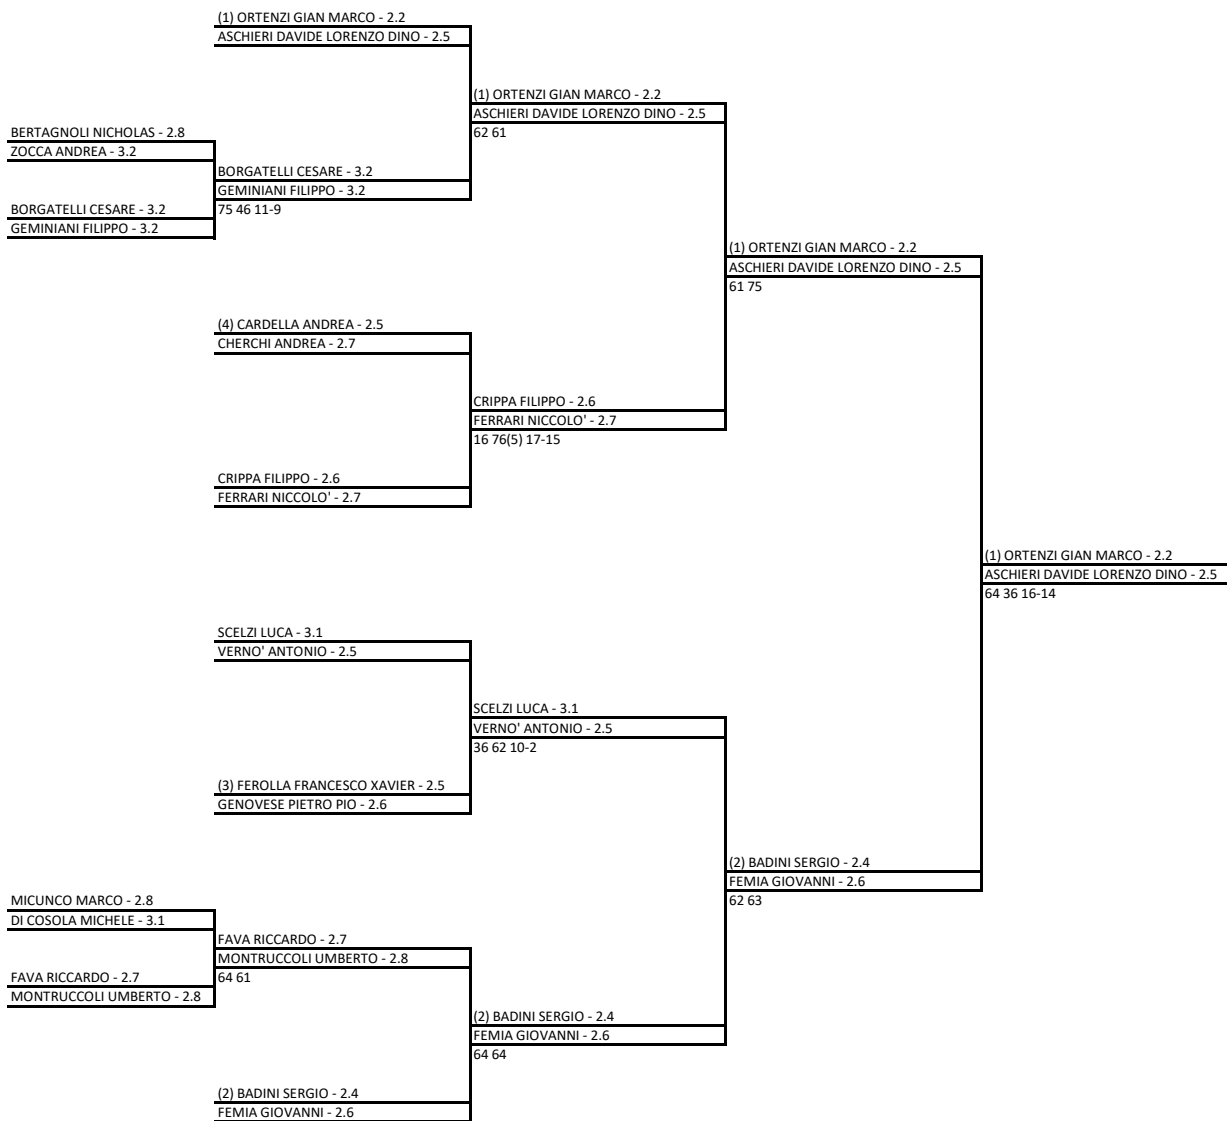 (1) ORTENZI GIAN MARCO - 2.2
ASCHIERI DAVIDE LORENZO DINO - 2.5
(1) ORTENZI GIAN MARCO - 2.2
ASCHIERI DAVIDE LORENZO DINO - 2.5
62 61
BERTAGNOLI NICHOLAS - 2.8
ZOCCA ANDREA - 3.2
BORGATELLI CESARE - 3.2
GEMINIANI FILIPPO - 3.2
75 46 11-9
BORGATELLI CESARE - 3.2
GEMINIANI FILIPPO - 3.2
(1) ORTENZI GIAN MARCO - 2.2
ASCHIERI DAVIDE LORENZO DINO - 2.5
61 75
(4) CARDELLA ANDREA - 2.5
CHERCHI ANDREA - 2.7
CRIPPA FILIPPO - 2.6
FERRARI NICCOLO' - 2.7
16 76(5) 17-15
CRIPPA FILIPPO - 2.6
FERRARI NICCOLO' - 2.7
(1) ORTENZI GIAN MARCO - 2.2
ASCHIERI DAVIDE LORENZO DINO - 2.5
64 36 16-14
SCELZI LUCA - 3.1
VERNO' ANTONIO - 2.5
SCELZI LUCA - 3.1
VERNO' ANTONIO - 2.5
36 62 10-2
(3) FEROLLA FRANCESCO XAVIER - 2.5
GENOVESE PIETRO PIO - 2.6
(2) BADINI SERGIO - 2.4
FEMIA GIOVANNI - 2.6
62 63
MICUNCO MARCO - 2.8
DI COSOLA MICHELE - 3.1
FAVA RICCARDO - 2.7
MONTRUCCOLI UMBERTO - 2.8
64 61
FAVA RICCARDO - 2.7
MONTRUCCOLI UMBERTO - 2.8
(2) BADINI SERGIO - 2.4
FEMIA GIOVANNI - 2.6
64 64
(2) BADINI SERGIO - 2.4
FEMIA GIOVANNI - 2.6